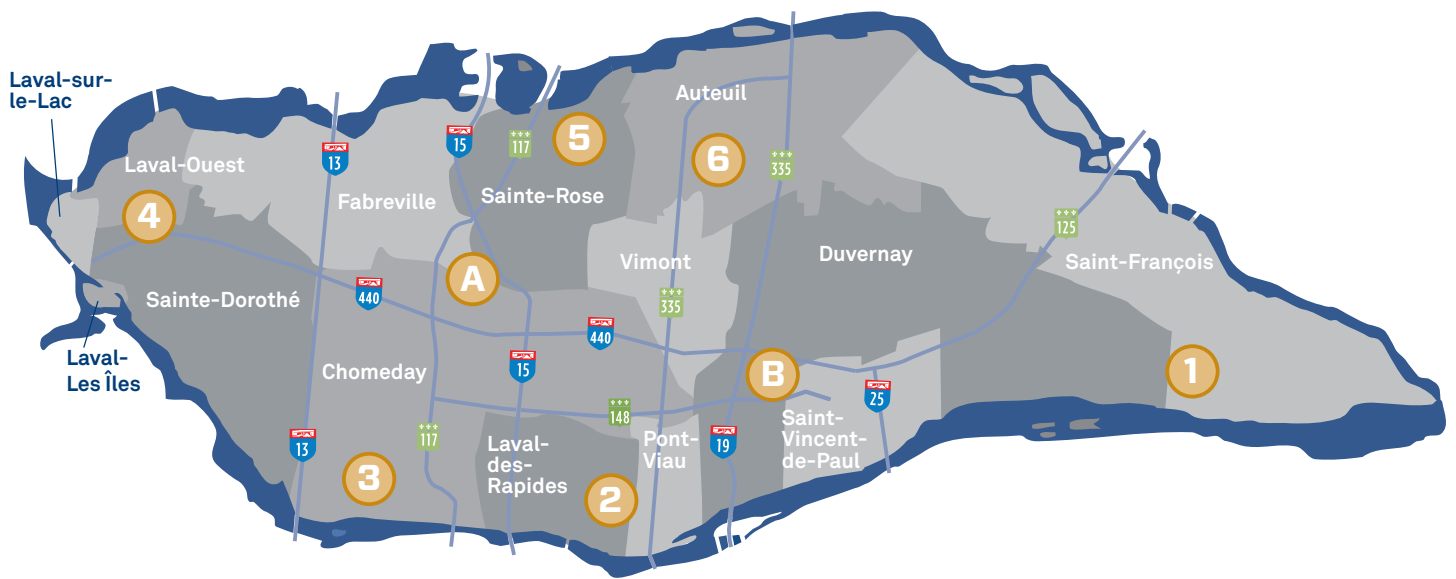 Laval-sur-
le-Lac
Auteuil
5
15
117
6
13
335
Laval-Ouest
Sainte-Rose
Fabreville
4
125
Duvernay
Vimont
Saint-François
A
Sainte-Dorothé
440
335
440
Laval-
Les Îles
15
Chomeday
B
1
25
148
117
Saint-
Vincent-
de-Paul
Pont-
Viau
19
13
Laval-
des-
Rapides
3
2